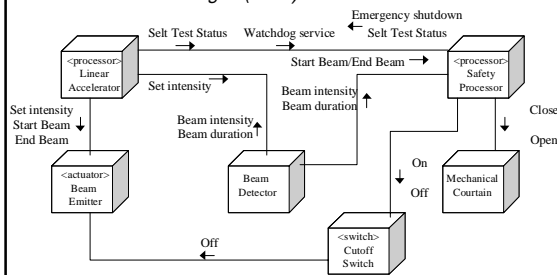 Emergency shutdown
Selt Test Status Watchdog service Selt Test Status
Start Beam/End Beam
<processor>
Linear
Accelerator
<processor>
Safety
Processor
Set intensity
Beam intensity
Beam duration
Set intensity
Start Beam
End Beam
Beam intensity
Beam duration
Close
Open
<actuator>
Beam
Emitter
Beam
Detector
On
Off
Mechanical
Courtain
<switch>
Cutoff
Switch
Off